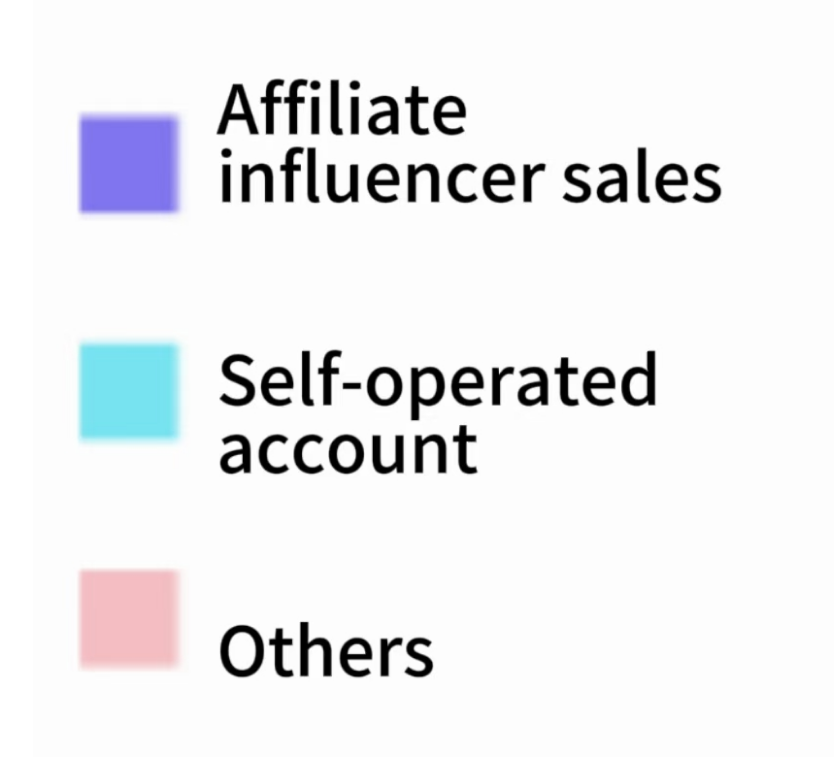 Affiliate
influencer sales
Self-operated
account
Others